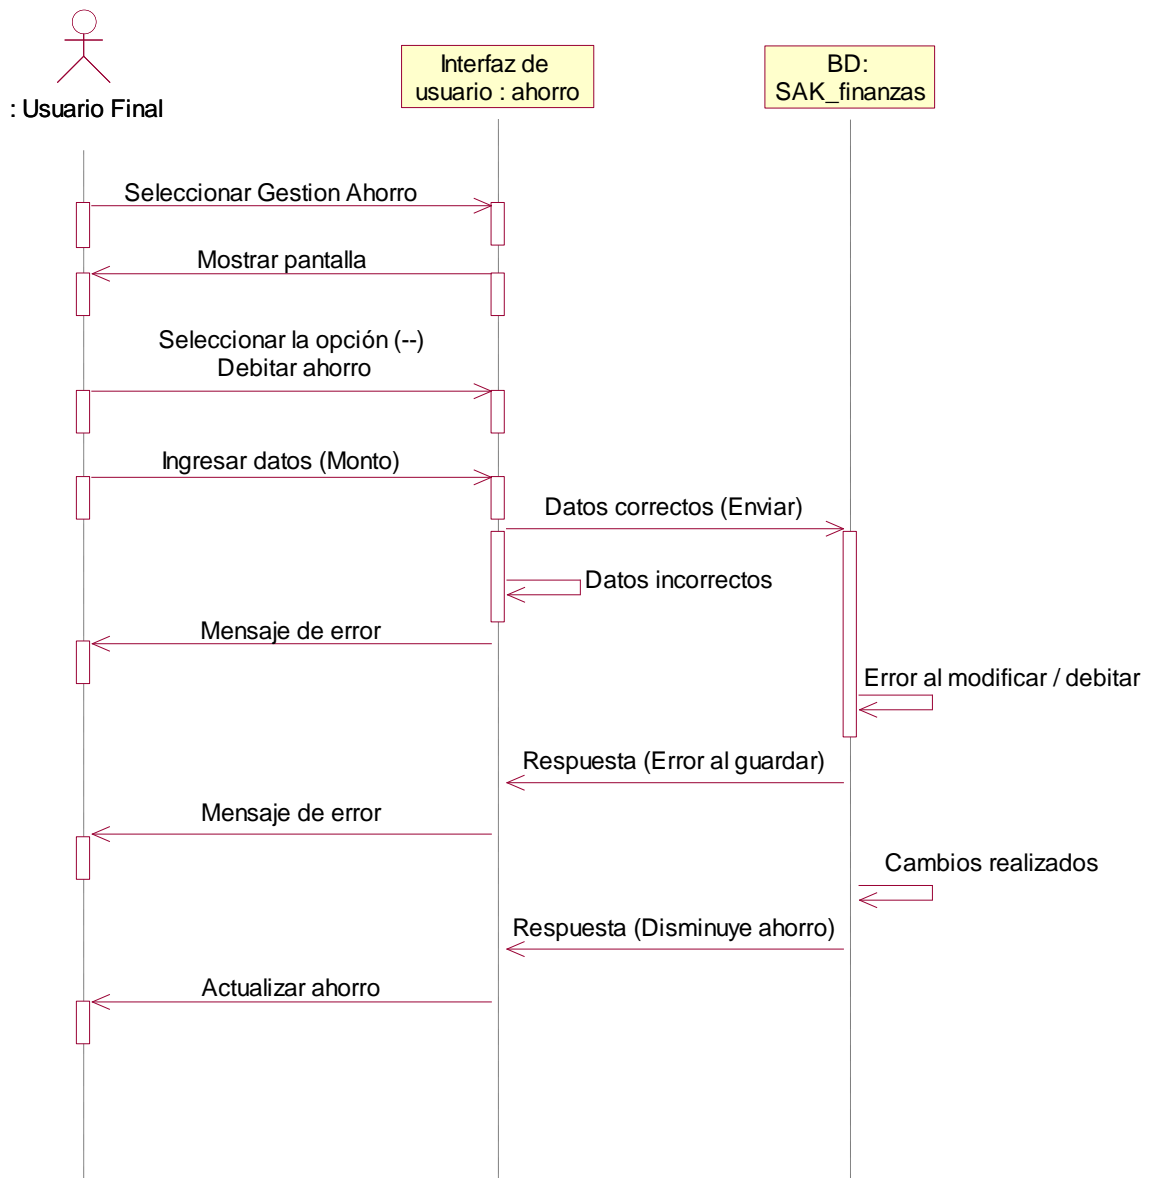 : Usuario Final
Interfaz de
usuario : ahorro
BD:
SAK_finanzas
Seleccionar Gestion Ahorro
Mostrar pantalla
Seleccionar la opción (--)
Debitar ahorro
Ingresar datos (Monto)
Datos correctos (Enviar)
Datos incorrectos
Mensaje de error
Error al modificar / debitar
Respuesta (Error al guardar)
Mensaje de error
Cambios realizados
Respuesta (Disminuye ahorro)
Actualizar ahorro